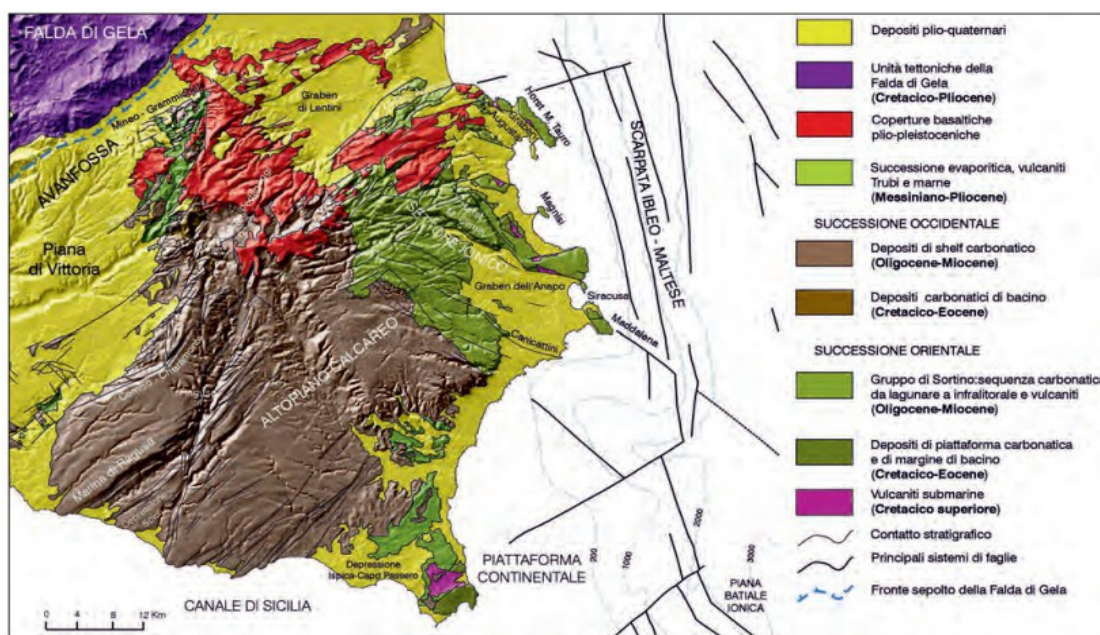 FALDA DI GELA
Graben
di Lentini
AVANFOSSA
Piana
di Vittoria
Horst M. Tauro
Graben
Augusta
Magnisi
SCARPATA IBLEO - MALTESE
Graben dell'Anapo
Siracusa
Maddalena
Canicattini
ALTOPIANO CALCAREO
Marina di Ragusa
Depressione
Ispica-Capo Passero
PIATTAFORMA
CONTINENTALE
200
1000
2000
3000
PIANA
BATIALE
IONICA
CANALE DI SICILIA
0 4 8 12 Km
Depositi plio-quaternari
Unità tettoniche della
Falda di Gela
(Cretacico-Pliocene)
Coperture basaltiche
plio-pleistoceniche
Successione evaporitica, vulcaniti
Trubi e marne
(Messiniano-Pliocene)
SUCCESSIONE OCCIDENTALE
Depositi di shelf carbonatico
(Oligocene-Miocene)
Depositi carbonatici di bacino
(Cretacico-Eocene)
SUCCESSIONE ORIENTALE
Gruppo di Sortino:sequenza carbonatica
da lagunare a infralitorale e vulcaniti
(Oligocene-Miocene)
Depositi di piattaforma carbonatica
e di margine di bacino
(Cretacico-Eocene)
Vulcaniti submarine
(Cretacico superiore)
Contatto stratigrafico
Principali sistemi di faglie
Fronte sepolto della Falda di Gela